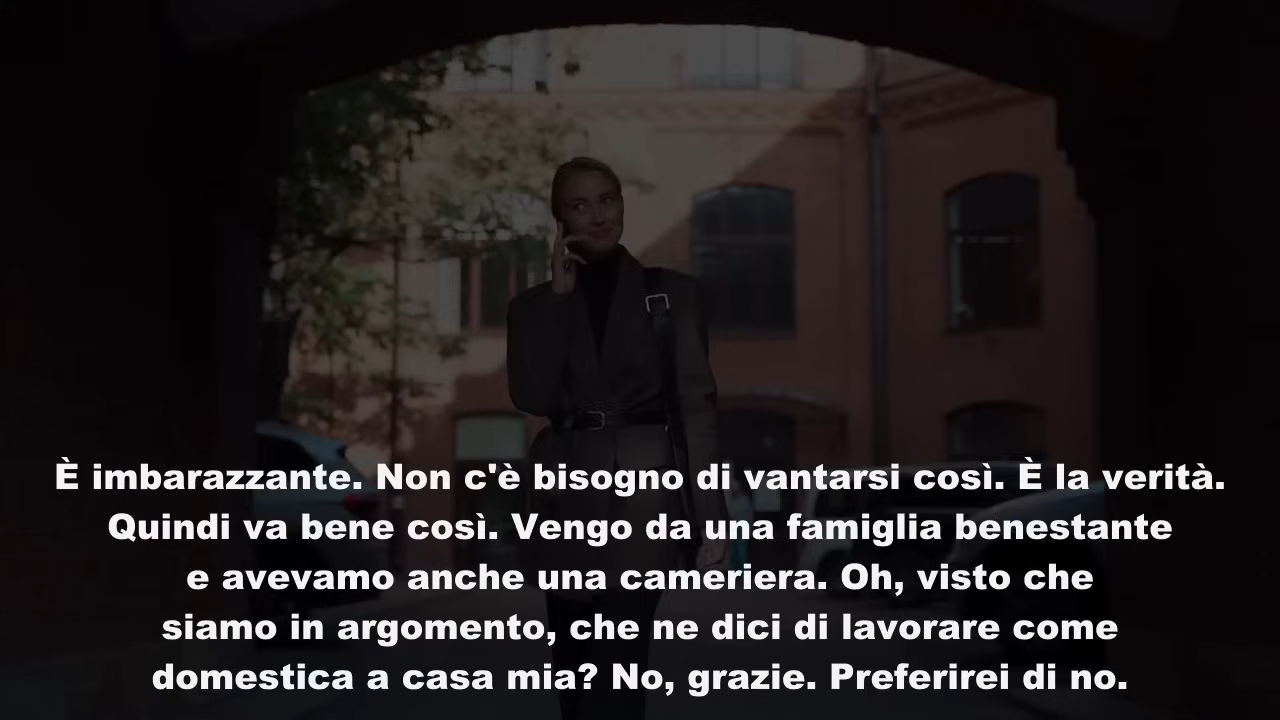 È imbarazzante. Non c'è bisogno di vantarsi così. È la verità.
Quindi va bene così. Vengo da una famiglia benestante
e avevamo anche una cameriera. Oh, visto che
siamo in argomento, che ne dici di lavorare come
domestica a casa mia? No, grazie. Preferirei di no.